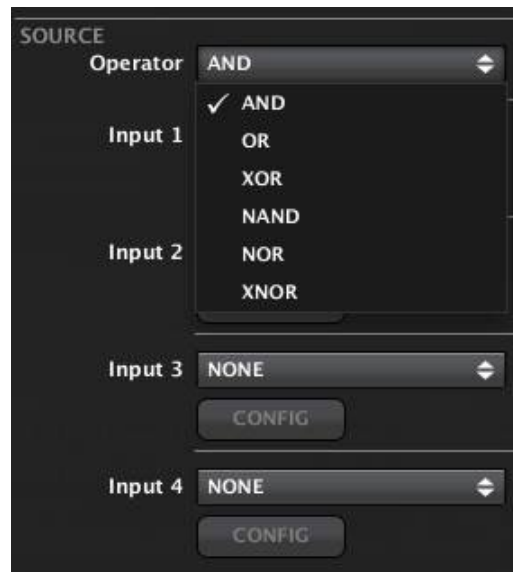 SOURCE
Operator AND
AND
Input 1
OR
XOR
NAND
Input 2 NOR
XNOR
Input 3 NONE
CONFIG
Input 4 NONE
CONFIG